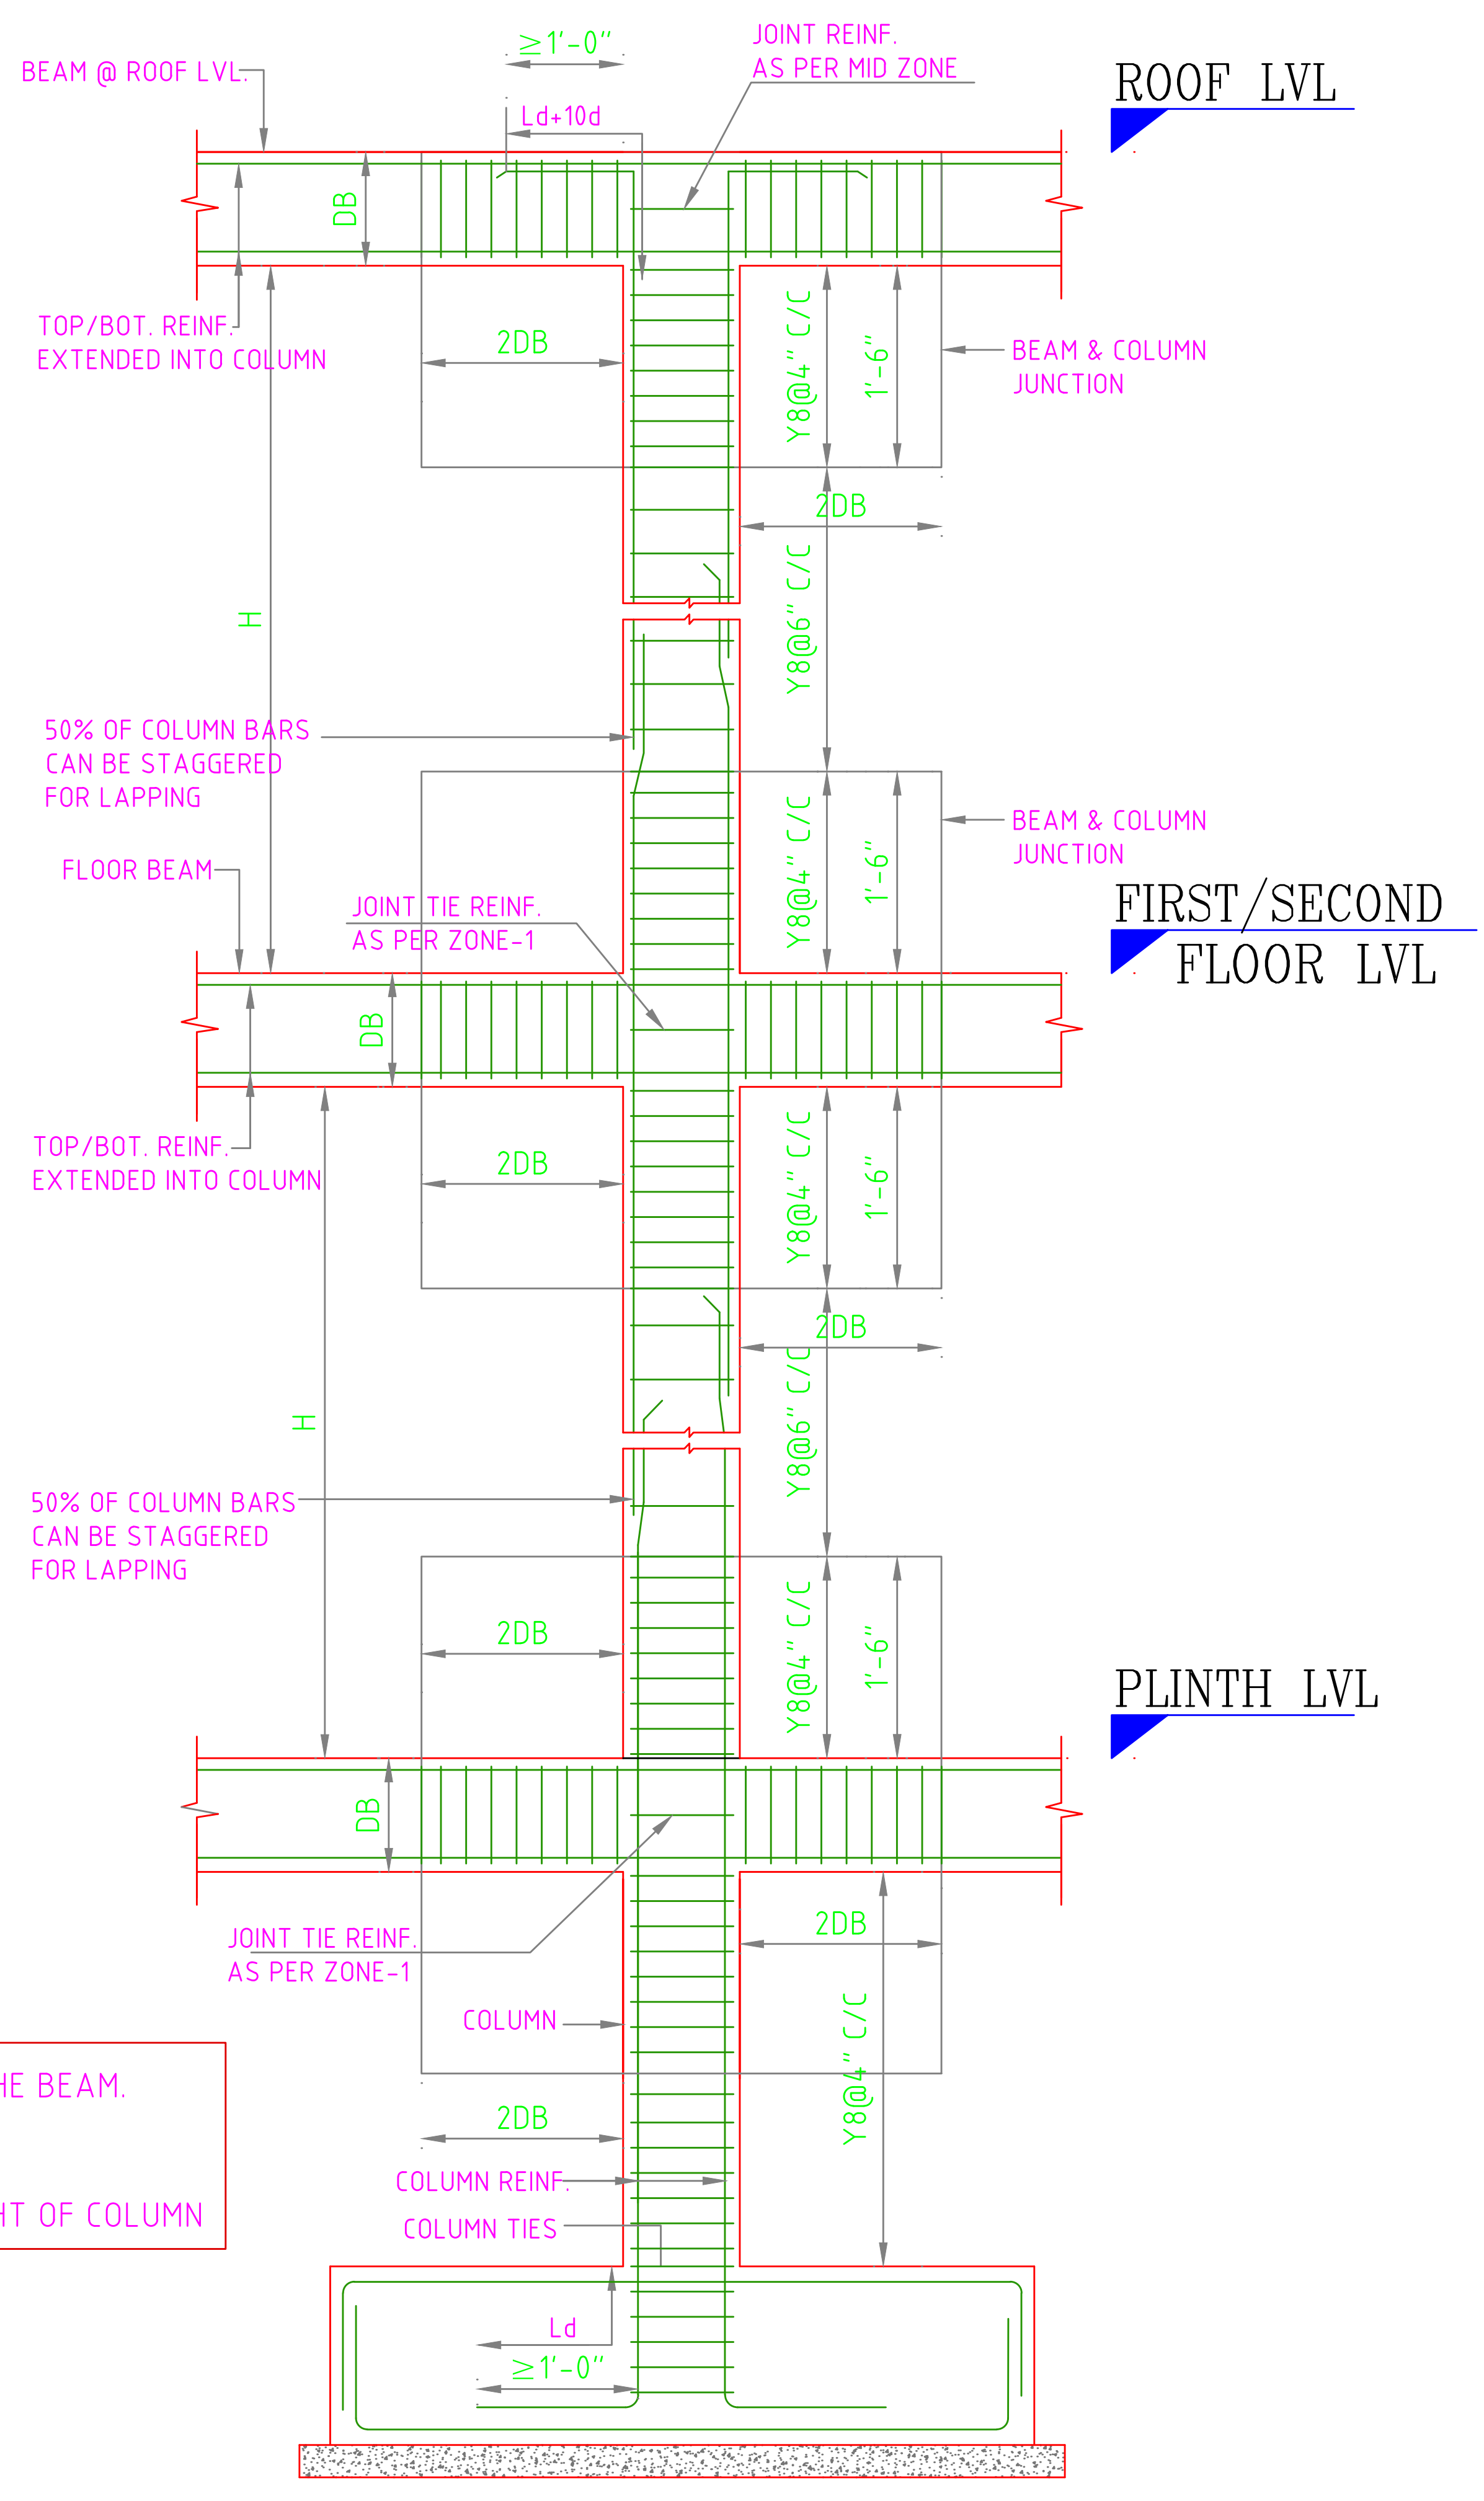 ≥1'-0"
JOINT REINF.
AS PER MID ZONE
BEAM @ ROOF LVL.
ROOF LVL
Ld+10d
DB
TOP/BOT. REINF.
EXTENDED INTO COLUMN
2DB
Y8@4" C/C
1'-6"
BEAM & COLUMN
JUNCTION
2DB
H
Y8@6" C/C
50% OF COLUMN BARS
CAN BE STAGGERED
FOR LAPPING
Y8@4" C/C
1'-6"
BEAM & COLUMN
JUNCTION
FLOOR BEAM
JOINT TIE REINF.
AS PER ZONE-1
FIRST/SECOND
FLOOR LVL
DB
TOP/BOT. REINF.
EXTENDED INTO COLUMN
2DB
Y8@4" C/C
1'-6"
2DB
H
Y8@6" C/C
50% OF COLUMN BARS
CAN BE STAGGERED
FOR LAPPING
2DB
Y8@4" C/C
1'-6"
PLINTH LVL
DB
2DB
JOINT TIE REINF.
AS PER ZONE-1
COLUMN
Y8@4" C/C
BEAM.
2DB
COLUMN REINF.
OF COLUMN
COLUMN TIES
Ld
≥1'-0"